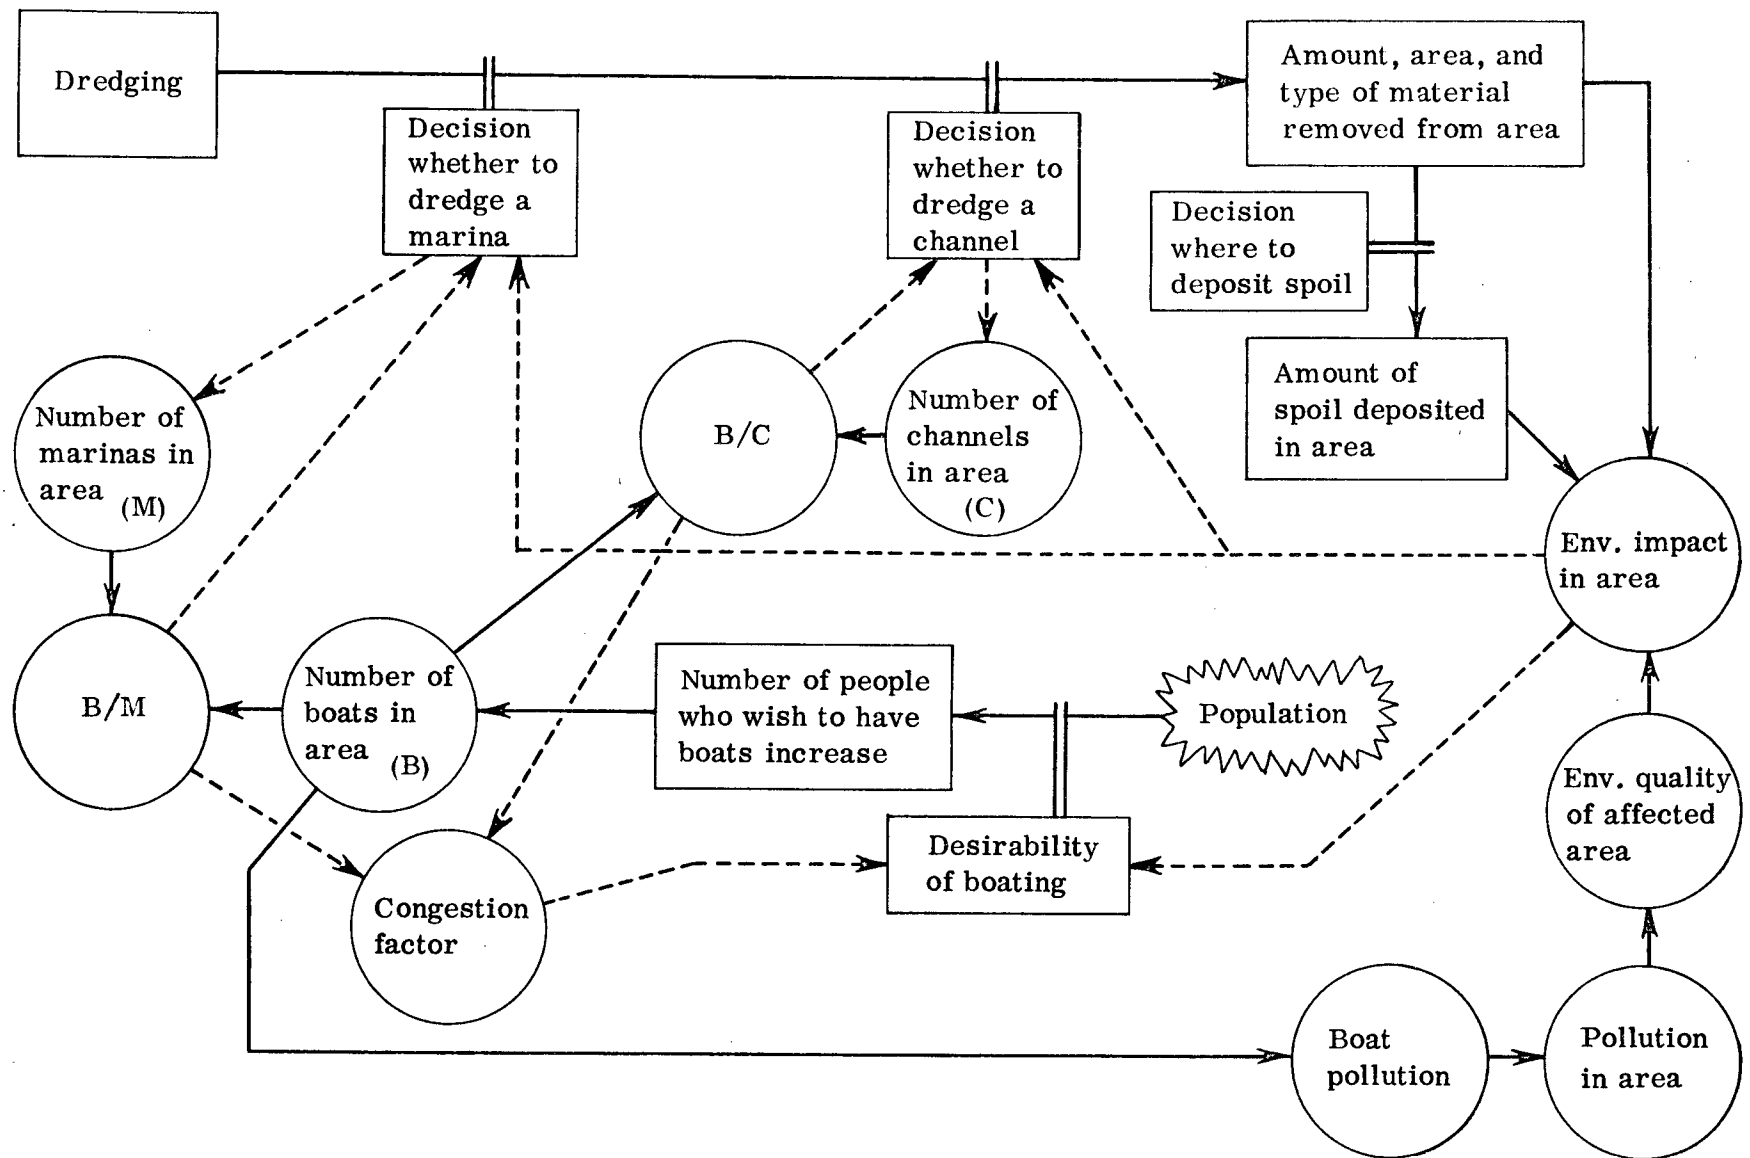 Dredging
Decision
whether to
dredge a
marina
Decision
whether to
dredge a
channel
Amount, area, and
type of material
removed from area
Decision
where to
deposit spoil
Amount of
spoil deposited
in area
Number of
marinas in
area
(M)
B/C
Number of
channels
in area
(C)
Env. impact
in area
B/M
Number of
boats in
area
(B)
Number of people
who wish to have
boats increase
Population
Env. quality
of affected
area
Desirability
of boating
Congestion
factor
Boat
pollution
Pollution
in area